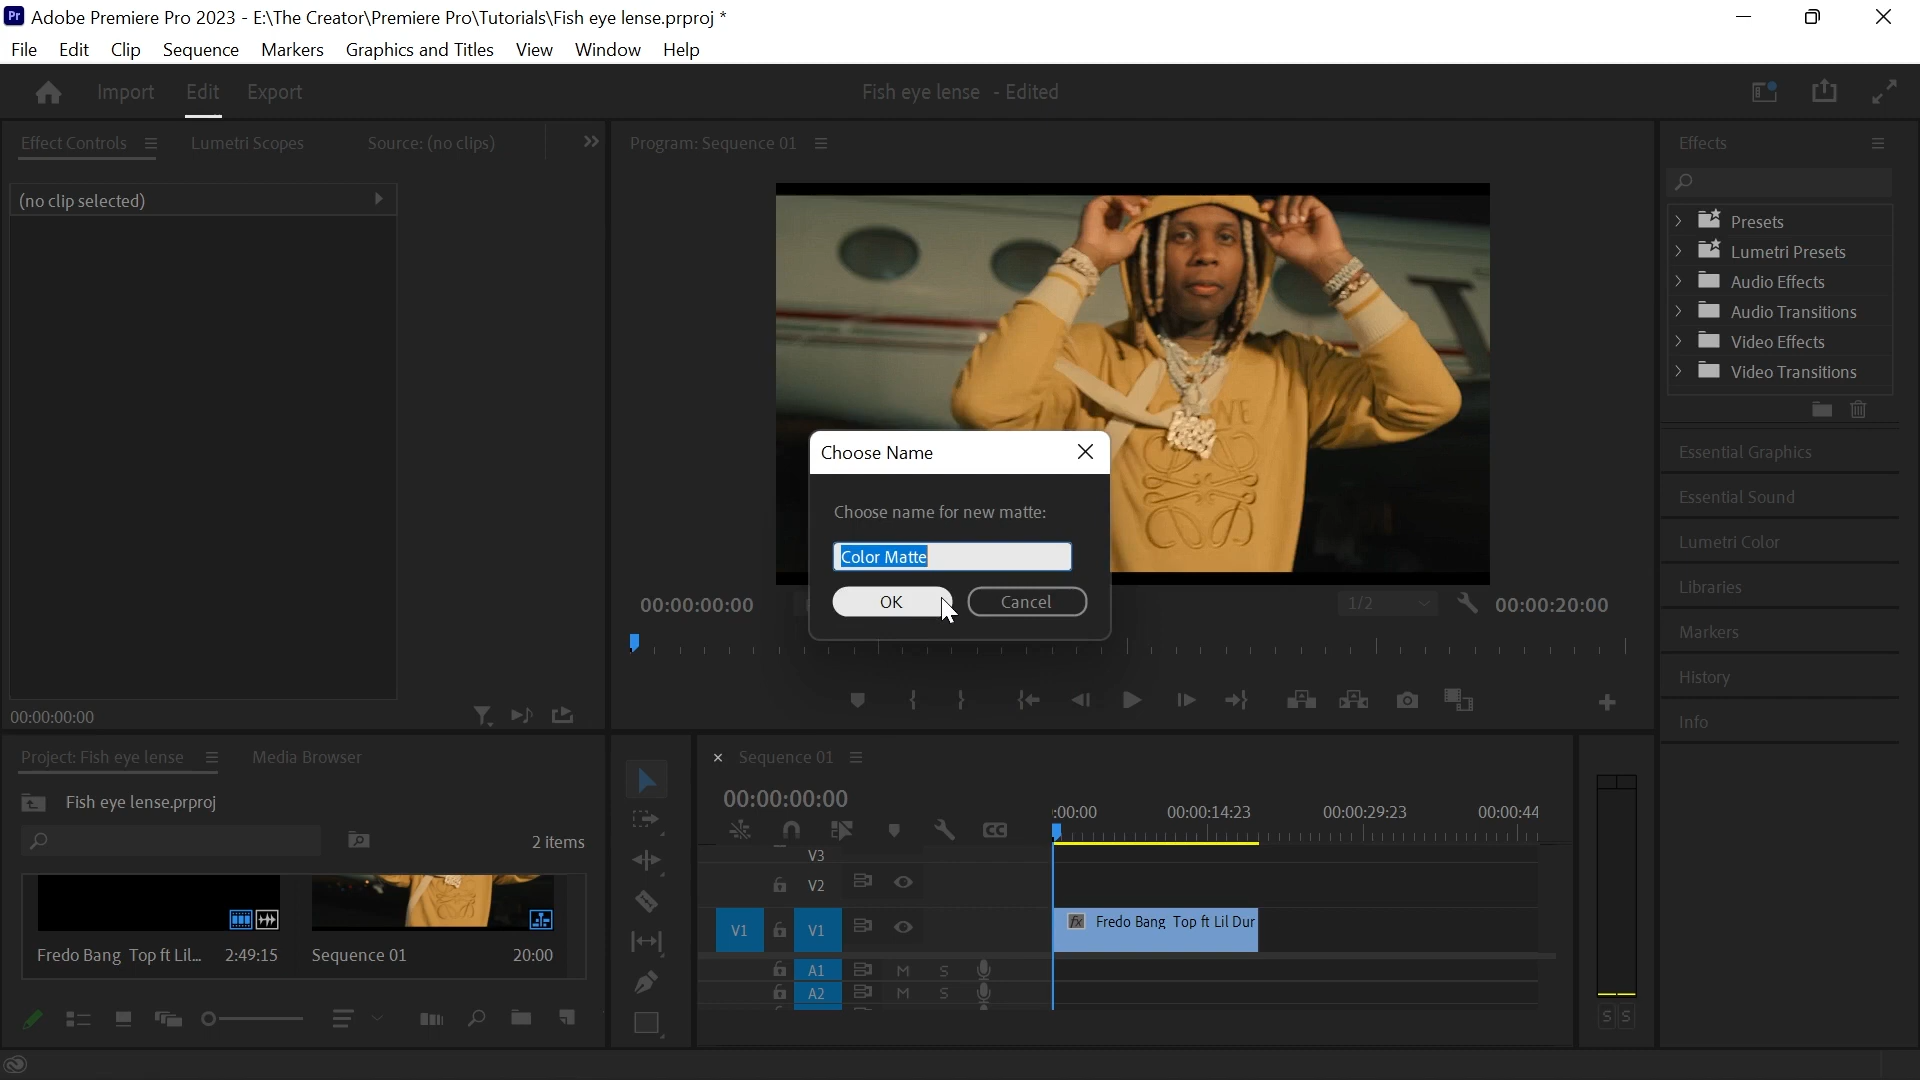 Adobe Premiere Pro 2023 - E:\The Creator\Premiere Pro\Tutorials\Fish eye lense.prproj *
File Edit Clip Sequence Markers Graphics and Titles View Window Help
Import Edit Export
Fish eye lense - Edited
Effect Controls
Lumetri Scopes
Source: (no clips)
(no clip selected)
00:00:00:00
Program: Sequence 01
Choose Name
Choose name for new matte:
Color Matte
OK
Cancel
00:00:00:00
1/2
00:00:20:00
Effects
Presets
Lumetri Presets
Audio Effects
Audio Transitions
Video Effects
Video Transitions
Essential Graphics
Essential Sound
Lumetri Color
Libraries
Markers
History
Info
Project: Fish eye lense
Media Browser
Fish eye lense.prproj
2 items
Fredo Bang Top ft Lil... 2:49:15
Sequence 01 20:00
× Sequence 01
00:00:00:00
:00:00 00:00:14:23 00:00:29:23 00:00:44
V3
V2
V1 V1
fx Fredo Bang Top ft Lil Dur
A1 M S
A2 M S
S S